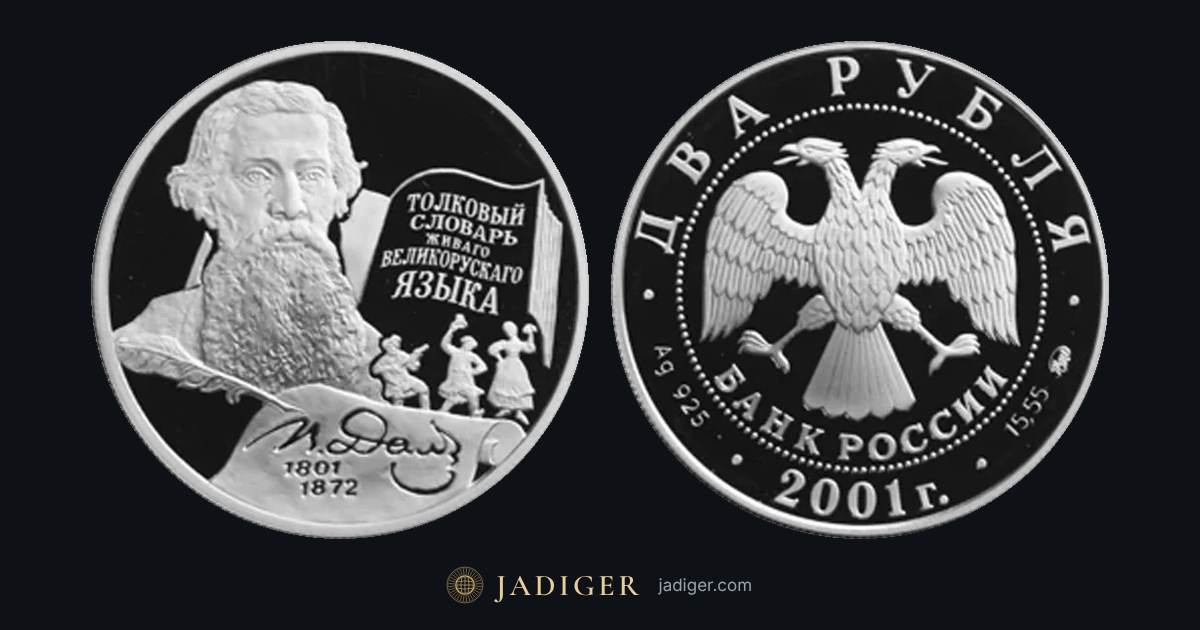 ТОЛКОВЫЙ
СЛОВАРЬ
ЖИВАГО
ВЕЛИКОРУСКАГО
ЯЗЫКА
В. Даль
1801
1872
ДВА РУБЛЯ
Ag 925
БАНК РОССИИ
15,55
2001 г.
JADIGER
jadiger.com